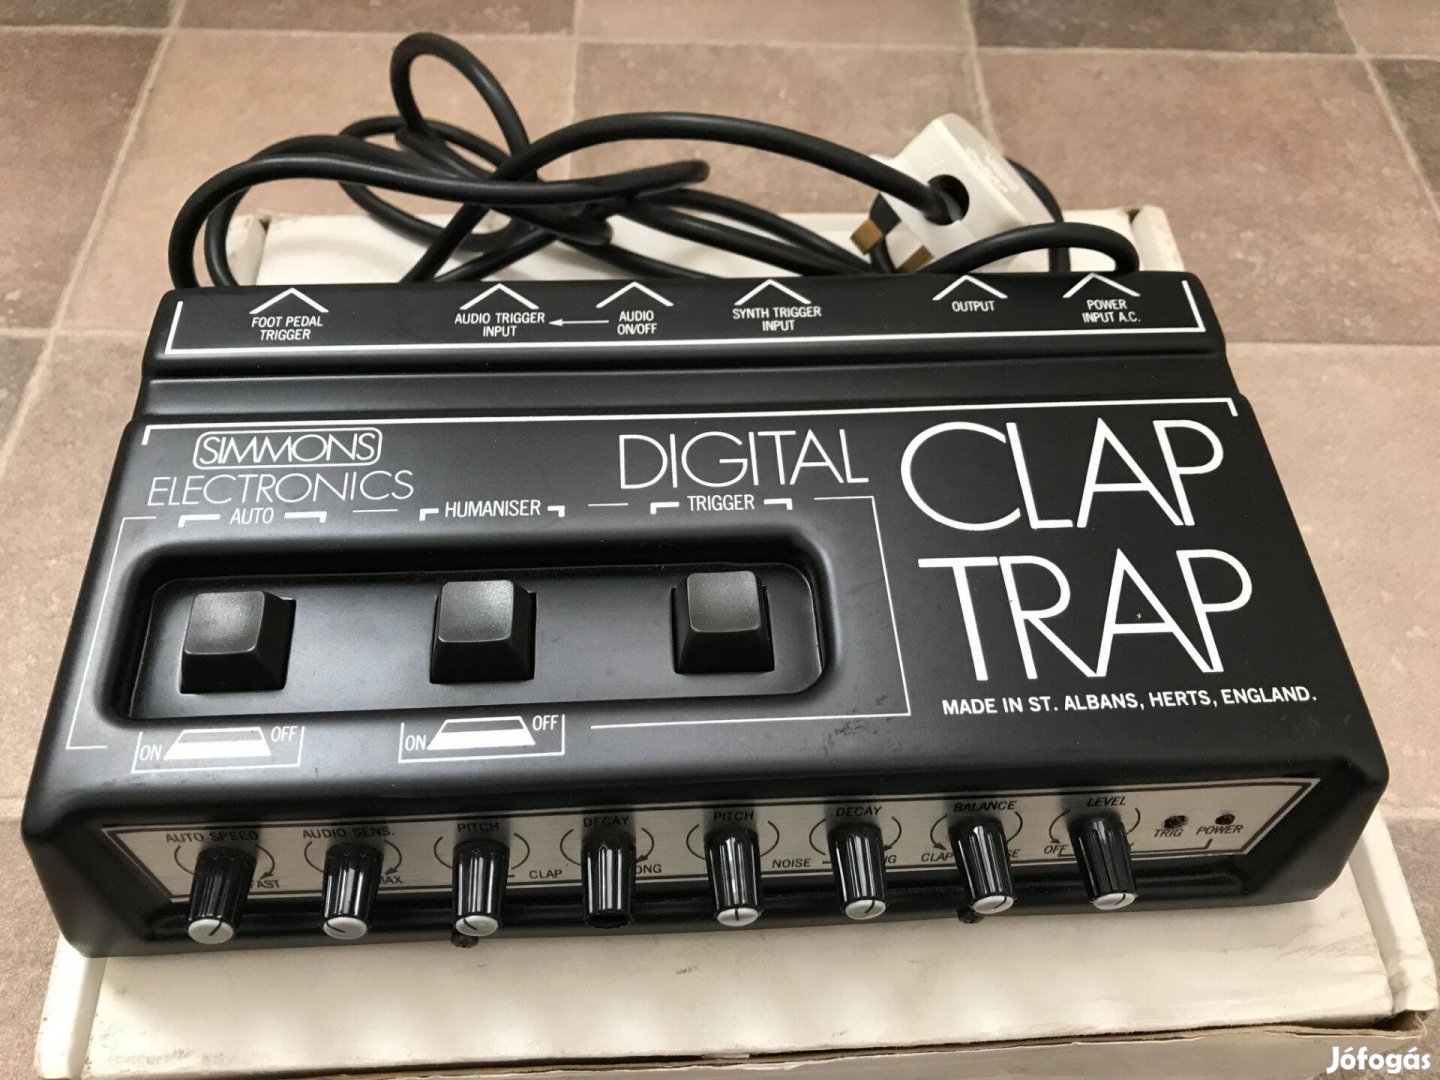 FOOT PEDAL
TRIGGER
AUDIO TRIGGER
INPUT
AUDIO
ON/OFF
SYNTH TRIGGER
INPUT
OUTPUT
POWER
INPUT A.C.
SIMMONS
ELECTRONICS
DIGITAL
CLAP
TRAP
AUTO
HUMANISER
TRIGGER
MADE IN ST. ALBANS, HERTS, ENGLAND.
ON
OFF
ON
OFF
AUTO SPEED
AUDIO SENS.
PITCH
DECAY
PITCH
DECAY
BALANCE
LEVEL
TRIG
POWER
FAST
MAX
CLAP
NOISE
CLAP
OFF
Jófogás